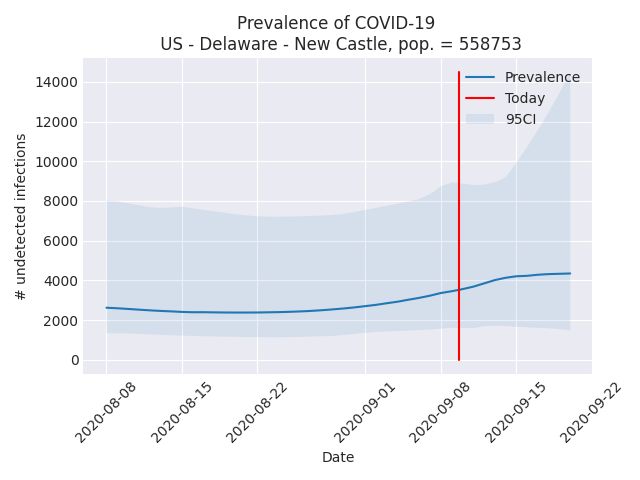 Prevalence of COVID-19
US - Delaware - New Castle, pop. = 558753
Prevalence
Today
95CI
14000
12000
10000
8000
6000
4000
2000
0
# undetected infections
2020-08-08
2020-08-15
2020-08-22
2020-09-01
2020-09-08
2020-09-15
2020-09-22
Date